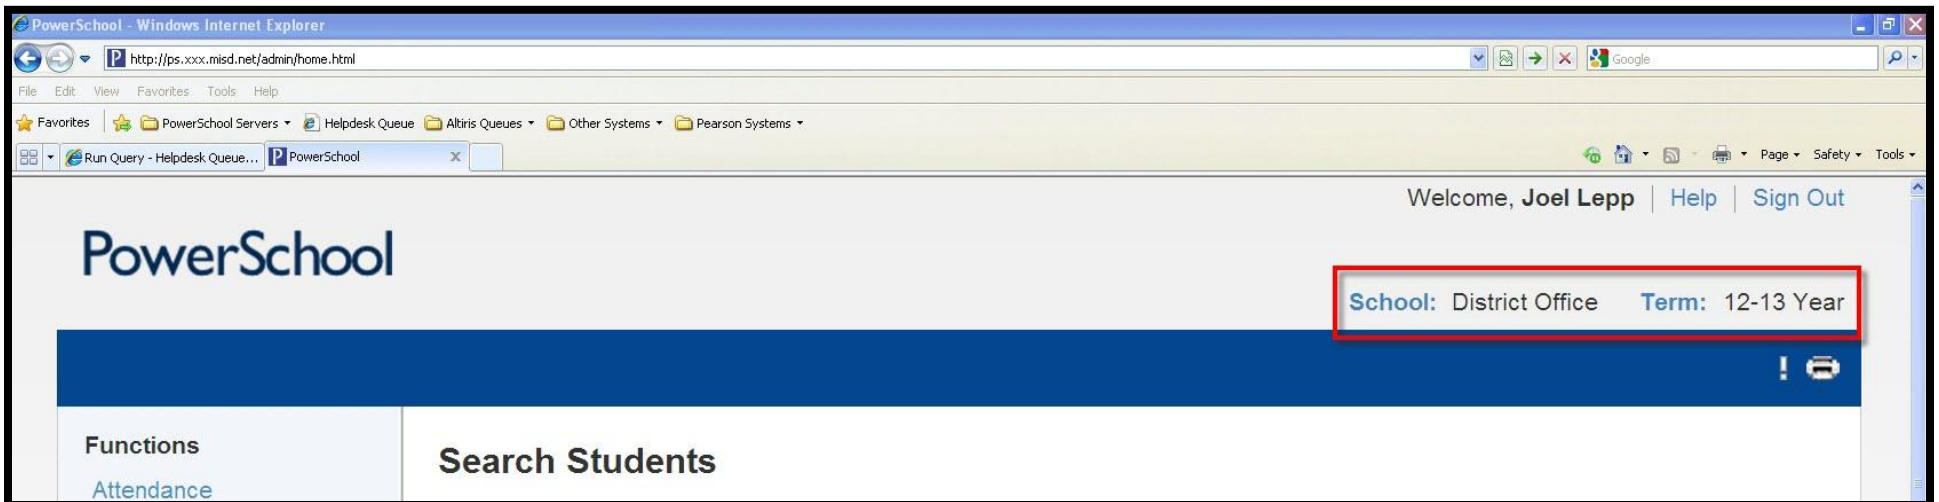 PowerSchool - Windows Internet Explorer
http://ps.xxx.misd.net/admin/home.html Google
File Edit View Favorites Tools Help
Favorites PowerSchool Servers Helpdesk Queue Altiris Queues Other Systems Pearson Systems
Run Query - Helpdesk Queue... PowerSchool Page Safety Tools
Welcome, Joel Lepp Help Sign Out
PowerSchool
School: District Office Term: 12-13 Year
Functions
Search Students
Attendance